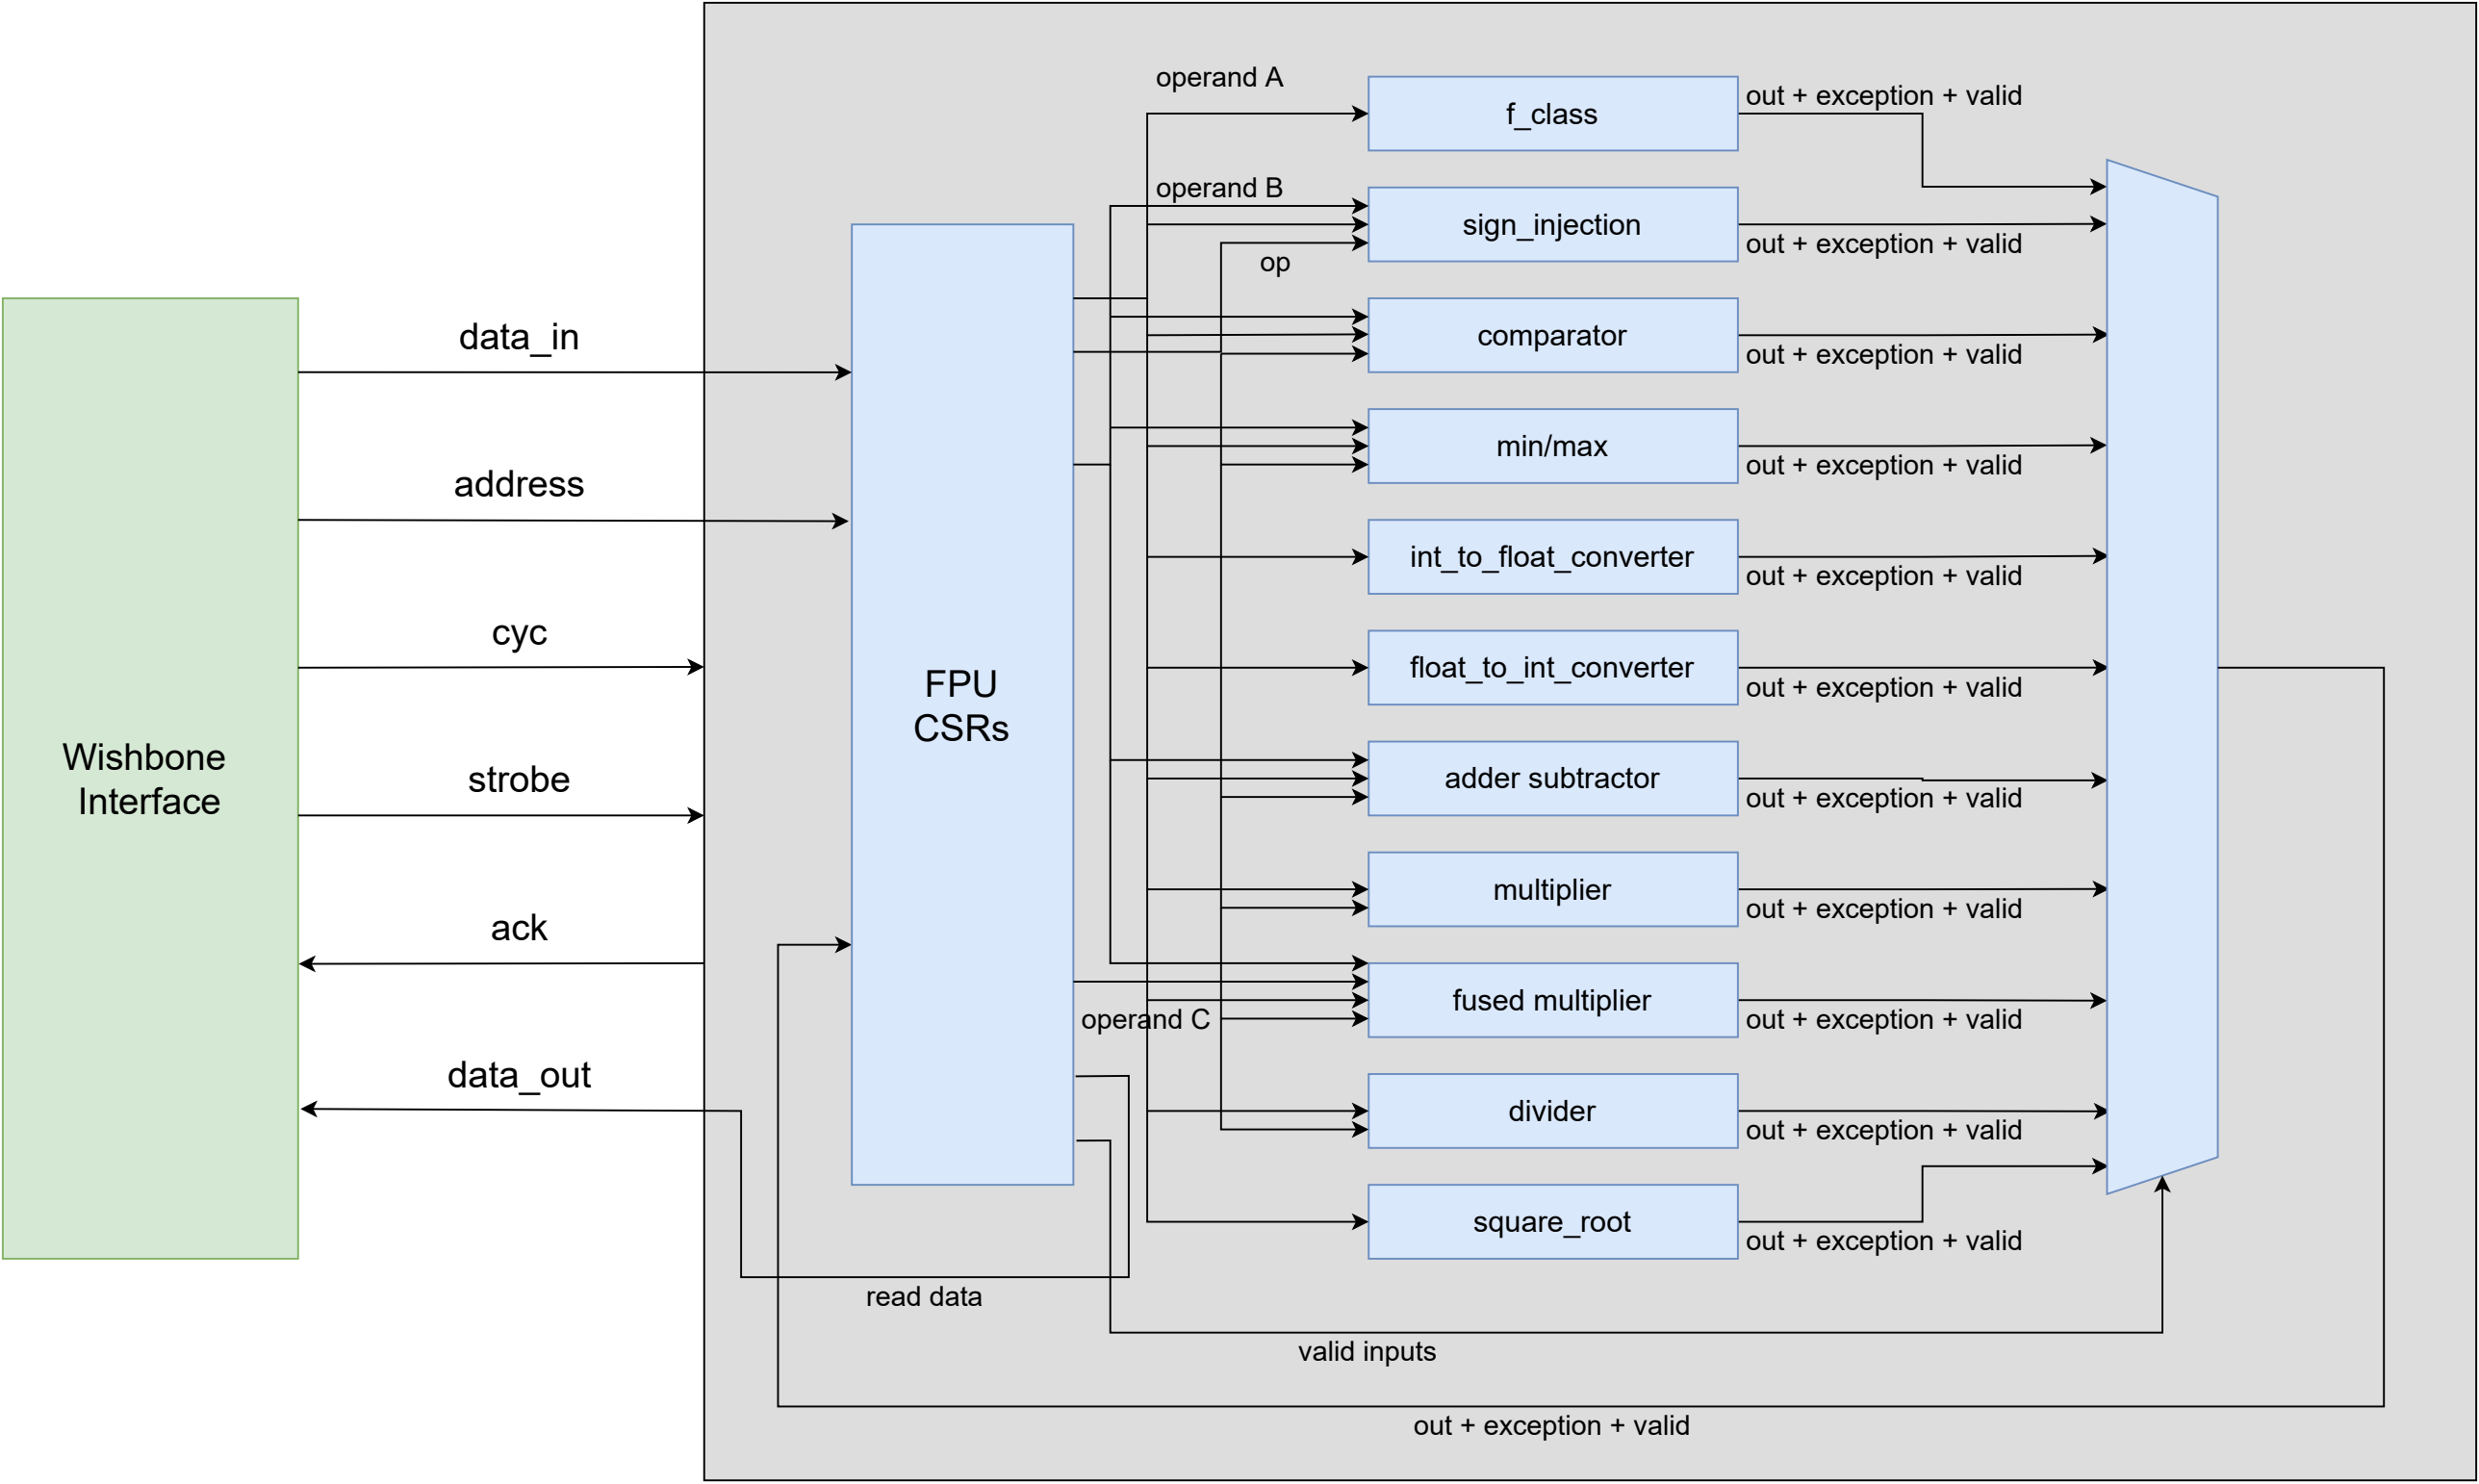 Wishbone
Interface
data_in
address
cyc
strobe
ack
data_out
FPU
CSRs
operand A
operand B
op
operand C
read data
valid inputs
f_class
out + exception + valid
sign_injection
out + exception + valid
comparator
out + exception + valid
min/max
out + exception + valid
int_to_float_converter
out + exception + valid
float_to_int_converter
out + exception + valid
adder subtractor
out + exception + valid
multiplier
out + exception + valid
fused multiplier
out + exception + valid
divider
out + exception + valid
square_root
out + exception + valid
out + exception + valid